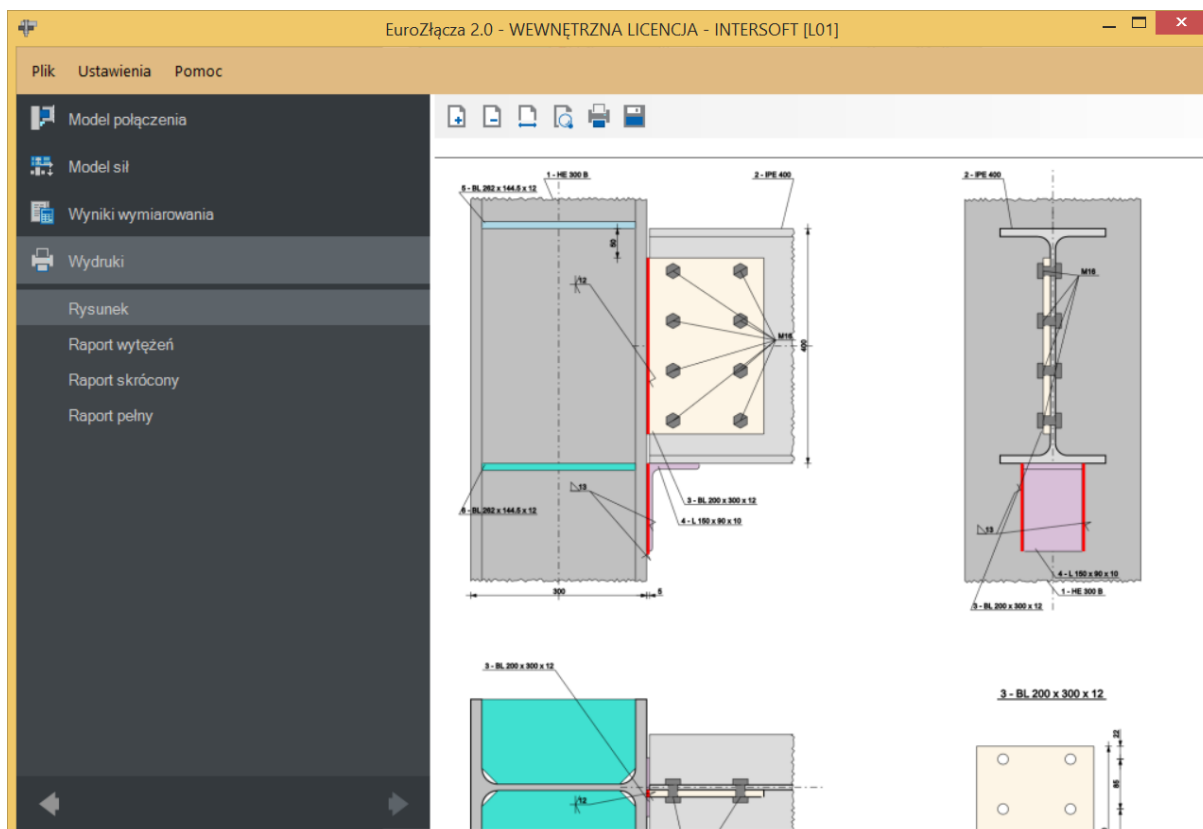 EuroZłącza 2.0 - WEWNĘTRZNA LICENCJA - INTERSOFT [L01]
Plik Ustawienia Pomoc
Model połączenia
Model sił
Wyniki wymiarowania
Wydruki
Rysunek
Raport wytężeń
Raport skrócony
Raport pełny
1 - HE 300 B
5 - BL 262 x 144.5 x 12
2 - IPE 400
50
12
M16
400
13
3 - BL 200 x 300 x 12
4 - L 150 x 90 x 10
6 - BL 262 x 144.5 x 12
300
5
2 - IPE 400
M16
13
4 - L 150 x 90 x 10
1 - HE 300 B
3 - BL 200 x 300 x 12
3 - BL 200 x 300 x 12
12
3 - BL 200 x 300 x 12
22
85